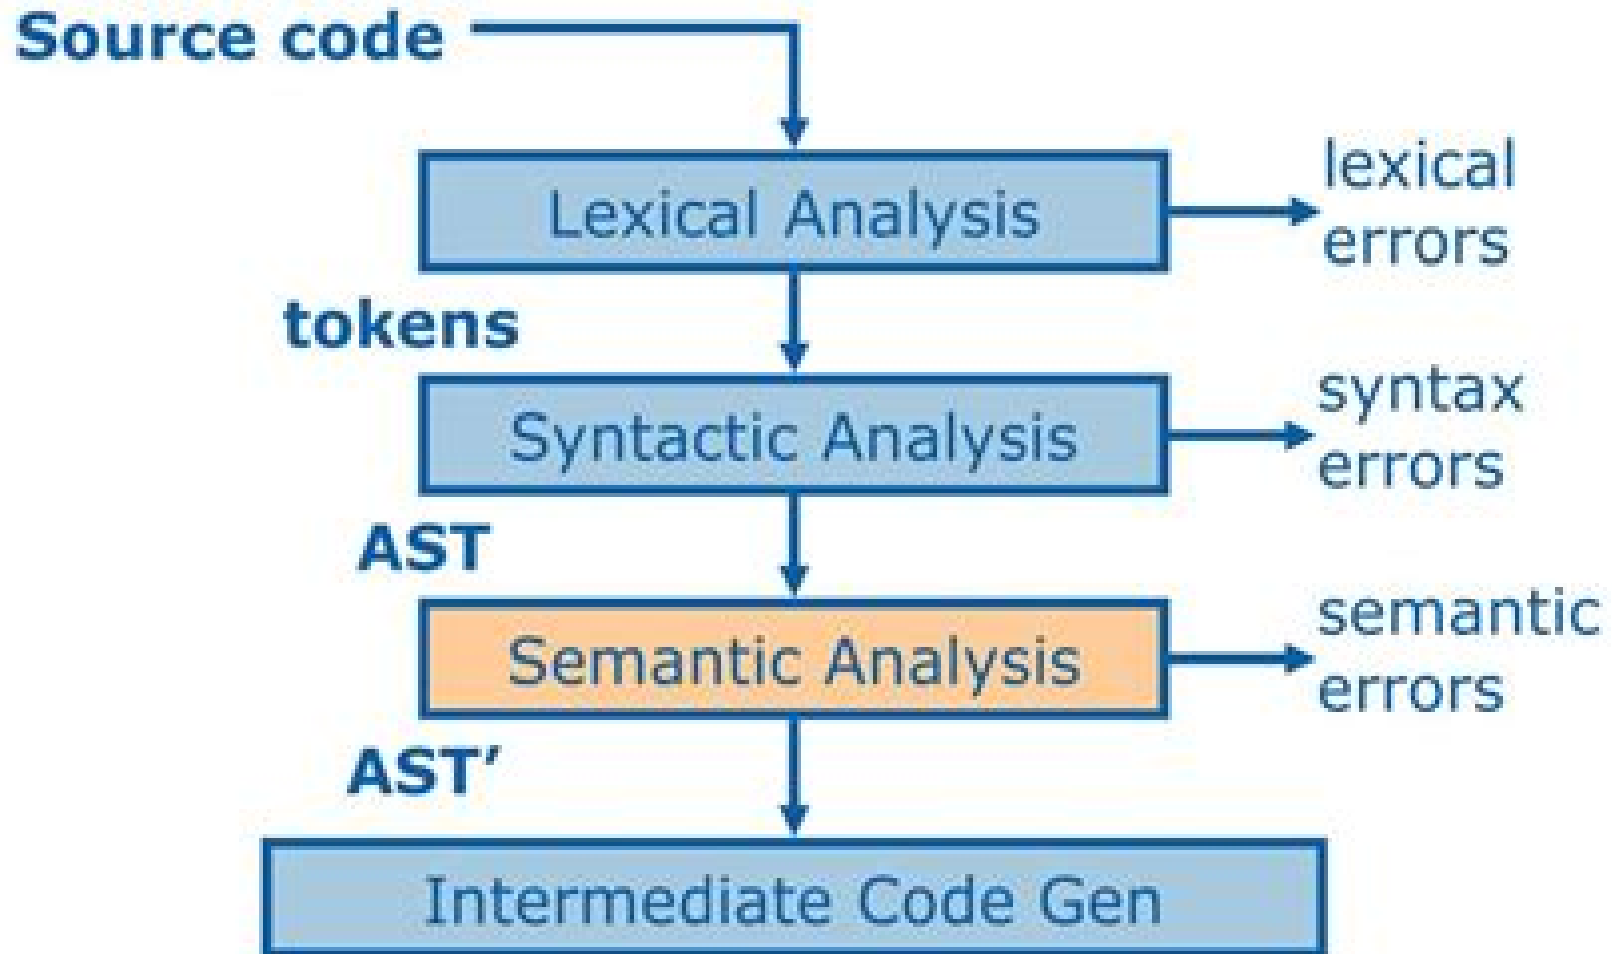 Source code
Lexical Analysis
lexical
errors
tokens
Syntactic Analysis
syntax
errors
AST
Semantic Analysis
semantic
errors
AST’
Intermediate Code Gen